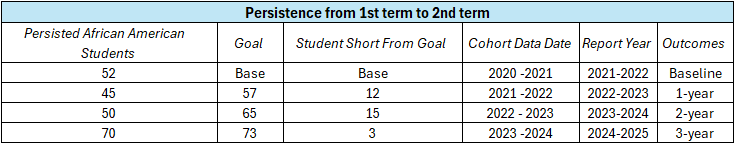 Persistence from 1st term to 2nd term
Persisted African American Students Goal Student Short From Goal Cohort Data Date Report Year Outcomes
52 Base Base 2020 -2021 2021-2022 Baseline
45 57 12 2021 -2022 2022-2023 1-year
50 65 15 2022 - 2023 2023-2024 2-year
70 73 3 2023 -2024 2024-2025 3-year